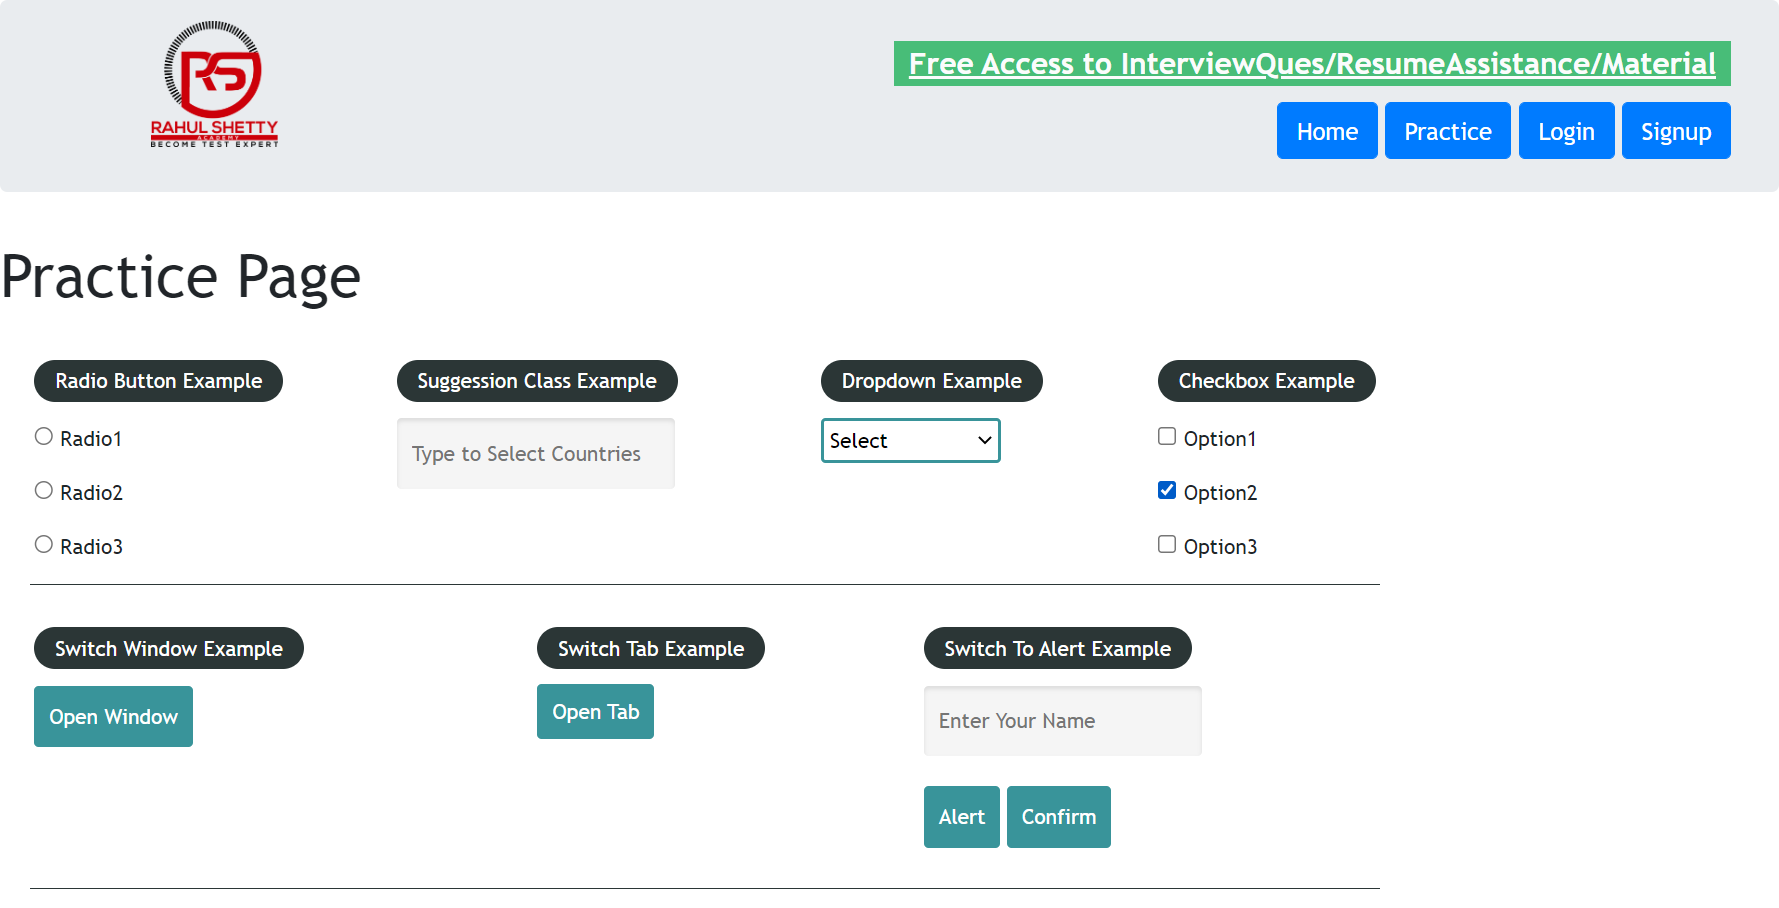 RS
RAHUL SHETTY
ACADEMY
BECOME TEST EXPERT
Free Access to InterviewQues/ResumeAssistance/Material
Home Practice Login Signup
Practice Page
Radio Button Example
Radio1
Radio2
Radio3
Suggession Class Example
Type to Select Countries
Dropdown Example
Select
Checkbox Example
Option1
Option2
Option3
Switch Window Example
Open Window
Switch Tab Example
Open Tab
Switch To Alert Example
Enter Your Name
Alert Confirm